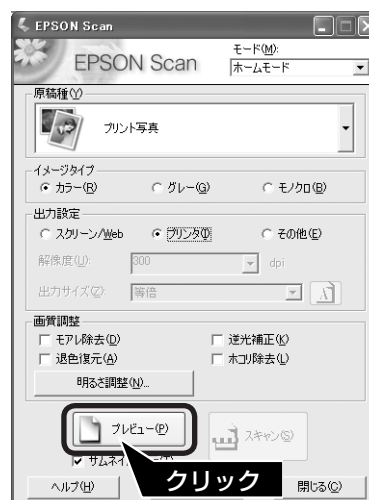 EPSON Scan
EPSON Scan
モード(M):
ホームモード
原稿種(Y)
プリント写真
イメージタイプ
カラー(R)
グレー(G)
モノクロ(B)
出力設定
スクリーン/Web
プリンタ(I)
その他(E)
解像度(U):
300
dpi
出力サイズ(Z):
等倍
画質調整
モアレ除去(D)
逆光補正(K)
退色復元(A)
ホコリ除去(L)
明るさ調整(N)...
プレビュー(P)
スキャン(S)
サムネイル
クリック
ヘルプ(H)
閉じる(C)